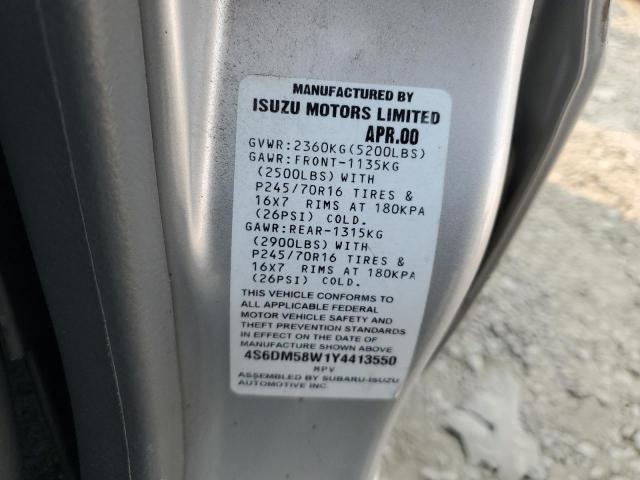 MANUFACTURED BY
ISUZU MOTORS LIMITED
APR.00
GVWR:2360KG(5200LBS)
GAWR:FRONT-1135KG
(2500LBS) WITH
P245/70R16 TIRES &
16X7 RIMS AT 180KPA
(26PSI) COLD.
GAWR:REAR-1315KG
(2900LBS) WITH
P245/70R16 TIRES &
16X7 RIMS AT 180KPA
(26PSI) COLD.
THIS VEHICLE CONFORMS TO
ALL APPLICABLE FEDERAL
MOTOR VEHICLE SAFETY AND
THEFT PREVENTION STANDARDS
IN EFFECT ON THE DATE OF
MANUFACTURE SHOWN ABOVE
4S6DM58W1Y4413550
MPV
ASSEMBLED BY SUBARU-ISUZU
AUTOMOTIVE INC.